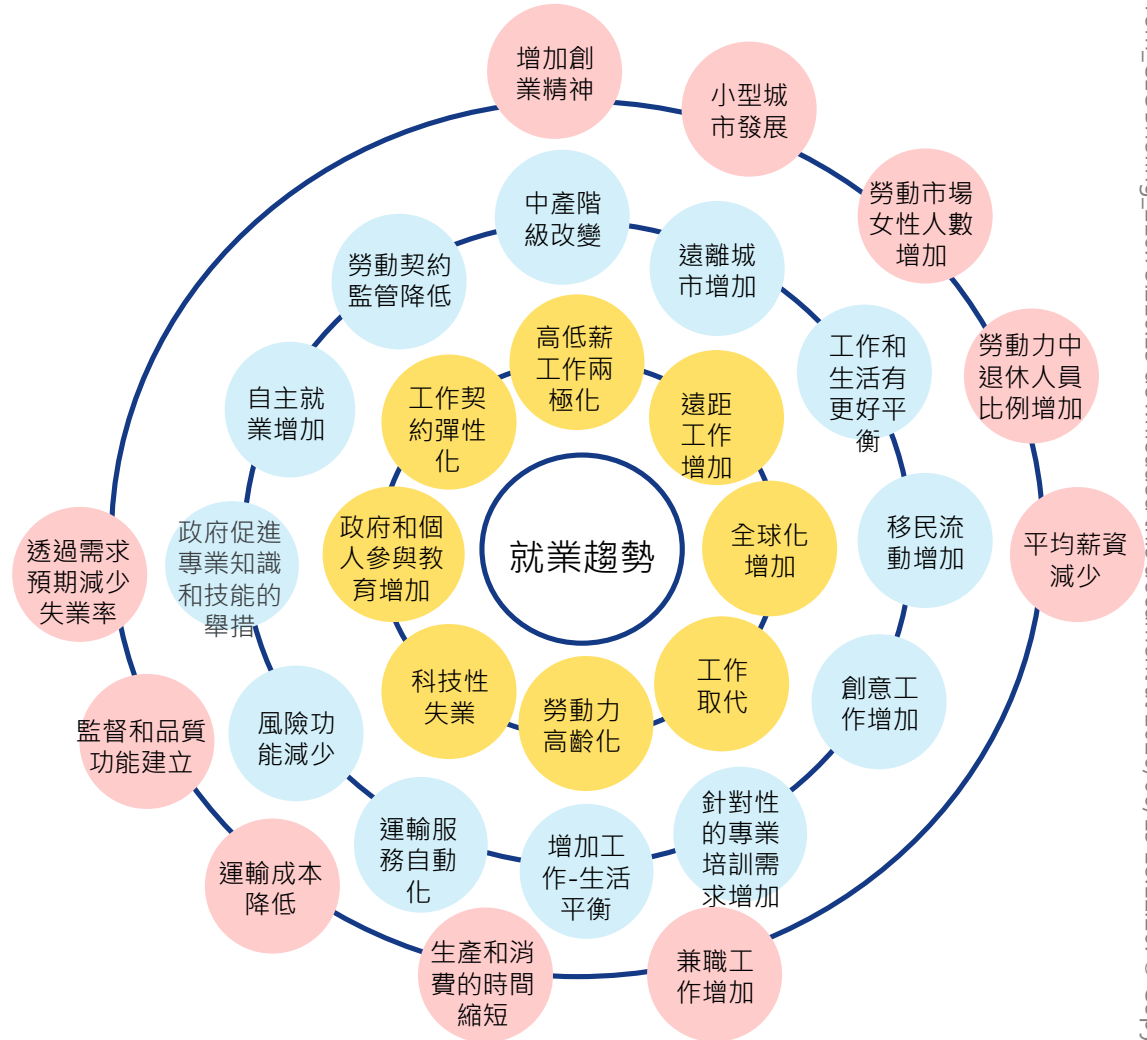 增加創
業精神
小型城
市發展
勞動市場
女性人數
增加
勞動力中
退休人員
比例增加
平均薪資
減少
兼職工
作增加
生產和消
費的時間
縮短
運輸成本
降低
監督和品質
功能建立
透過需求
預期減少
失業率
中產階
級改變
遠離城
市增加
工作和
生活有
更好平
衡
移民流
動增加
創意工
作增加
針對性
的專業
培訓需
求增加
增加工
作-生活
平衡
運輸服
務自動
化
風險功
能減少
政府促進
專業知識
和技能的
舉措
自主就
業增加
勞動契約
監管降低
高低薪
工作兩
極化
遠距
工作
增加
全球化
增加
工作
取代
勞動力
高齡化
科技性
失業
政府和個
人參與教
育增加
工作契
約彈性
化
就業趨勢